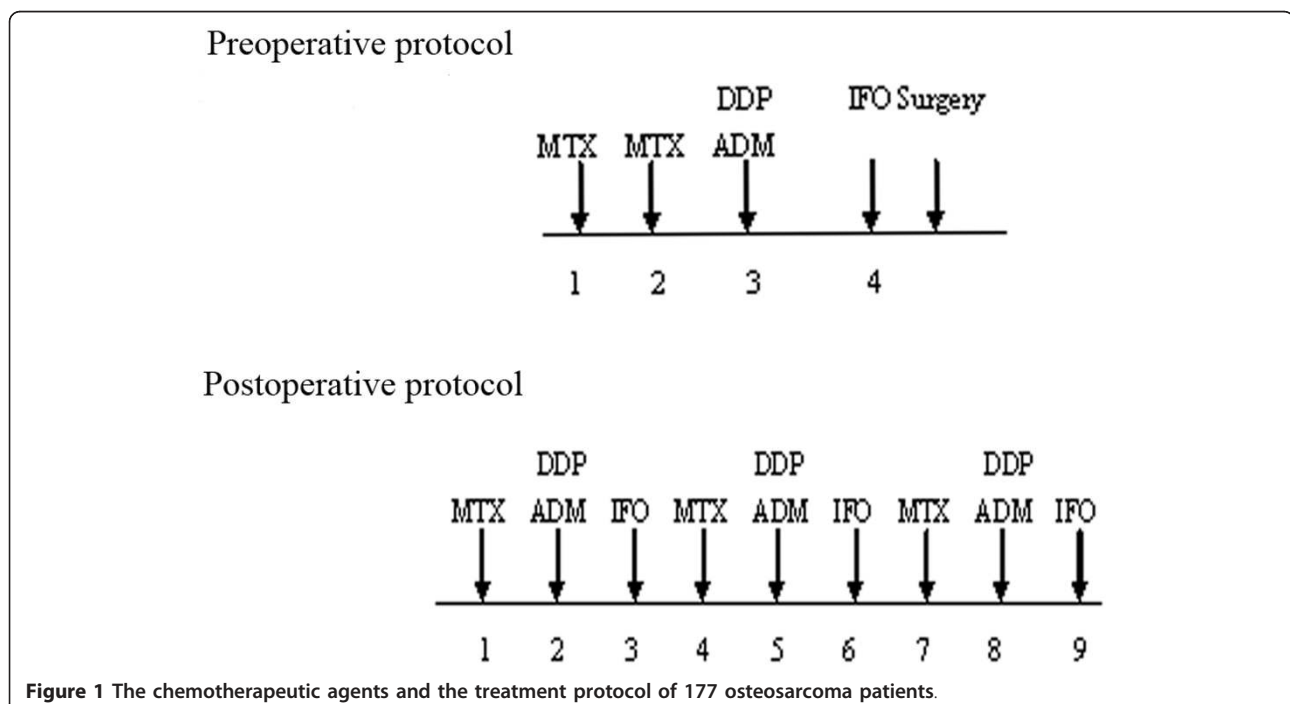 Preoperative protocol
DDP IFO Surgery
MTX MTX ADM
1 2 3 4
Postoperative protocol
DDP DDP DDP
MTX ADM IFO MTX ADM IFO MTX ADM IFO
1 2 3 4 5 6 7 8 9
Figure 1 The chemotherapeutic agents and the treatment protocol of 177 osteosarcoma patients.